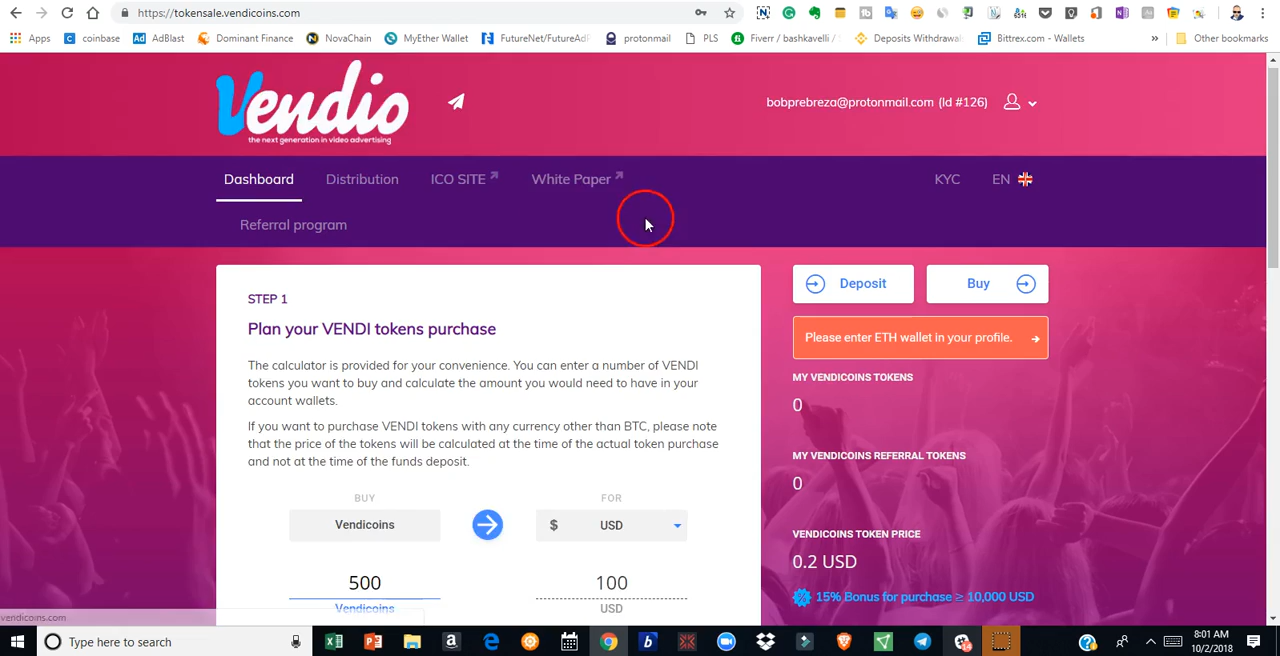 https://tokensale.vendicoins.com
Apps coinbase AdBlast Dominant Finance NovaChain MyEther Wallet FutureNet/FutureAd protonmail PLS Fiverr / bashkavelli / Deposits Withdrawa Bittrex.com - Wallets » Other bookmarks
Vendio
the next generation in video advertising
bobprebreza@protonmail.com (Id #126)
Dashboard Distribution ICO SITE White Paper KYC EN
Referral program
STEP 1
Plan your VENDI tokens purchase
The calculator is provided for your convenience. You can enter a number of VENDI
tokens you want to buy and calculate the amount you would need to have in your
account wallets.
If you want to purchase VENDI tokens with any currency other than BTC, please note
that the price of the tokens will be calculated at the time of the actual token purchase
and not at the time of the funds deposit.
BUY FOR
Vendicoins $ USD
500 100
Vendicoins USD
Deposit Buy
Please enter ETH wallet in your profile.
MY VENDICOINS TOKENS
0
MY VENDICOINS REFERRAL TOKENS
0
VENDICOINS TOKEN PRICE
0.2 USD
15% Bonus for purchase ≥ 10,000 USD
vendicoins.com
Type here to search
8:01 AM
10/2/2018